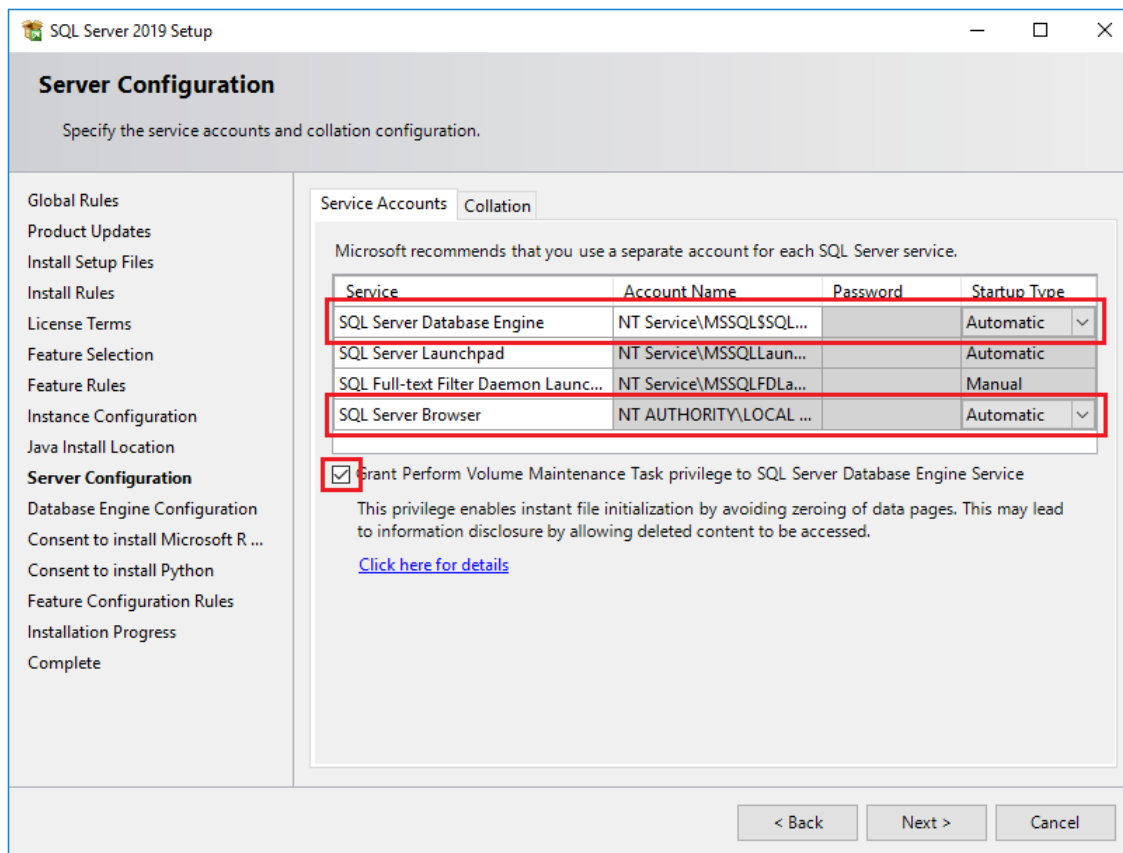 SQL Server 2019 Setup
Server Configuration
Specify the service accounts and collation configuration.
Global Rules
Product Updates
Install Setup Files
Install Rules
License Terms
Feature Selection
Feature Rules
Instance Configuration
Java Install Location
Server Configuration
Database Engine Configuration
Consent to install Microsoft R ...
Consent to install Python
Feature Configuration Rules
Installation Progress
Complete
Service Accounts Collation
Microsoft recommends that you use a separate account for each SQL Server service.
Service Account Name Password Startup Type
SQL Server Database Engine NT Service\MSSQL$SQL... Automatic
SQL Server Launchpad NT Service\MSSQLLaun... Automatic
SQL Full-text Filter Daemon Launc... NT Service\MSSQLFDLa... Manual
SQL Server Browser NT AUTHORITY\LOCAL ... Automatic
Grant Perform Volume Maintenance Task privilege to SQL Server Database Engine Service
This privilege enables instant file initialization by avoiding zeroing of data pages. This may lead
to information disclosure by allowing deleted content to be accessed.
Click here for details
< Back Next > Cancel